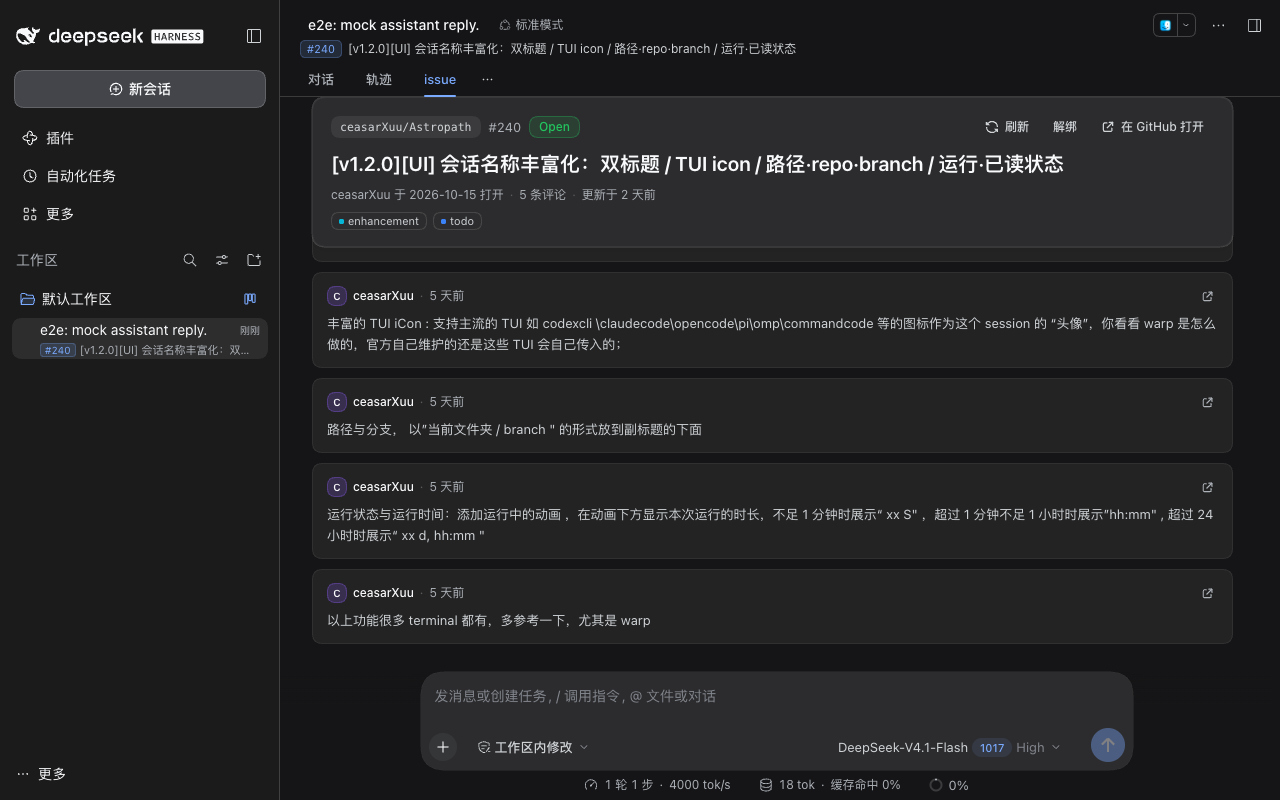 deepseek HARNESS
新会话
插件
自动化任务
更多
工作区
默认工作区
e2e: mock assistant reply. 刚刚
#240 [v1.2.0][UI] 会话名称丰富化：双...
更多
e2e: mock assistant reply. 标准模式
#240 [v1.2.0][UI] 会话名称丰富化：双标题 / TUI icon / 路径·repo·branch / 运行·已读状态
对话 轨迹 issue ···
ceasarXuu/Astropath #240 Open 刷新 解绑 在 GitHub 打开
[v1.2.0][UI] 会话名称丰富化：双标题 / TUI icon / 路径·repo·branch / 运行·已读状态
ceasarXuu 于 2026-10-15 打开 · 5 条评论 · 更新于 2 天前
enhancement todo
C ceasarXuu · 5 天前
丰富的 TUI iCon : 支持主流的 TUI 如 codexcli \claudecode\opencode\pi\omp\commandcode 等的图标作为这个 session 的 “头像”，你看看 warp 是怎么
做的，官方自己维护的还是这些 TUI 会自己传入的；
C ceasarXuu · 5 天前
路径与分支， 以“当前文件夹 / branch " 的形式放到副标题的下面
C ceasarXuu · 5 天前
运行状态与运行时间：添加运行中的动画 ，在动画下方显示本次运行的时长，不足 1 分钟时展示“ xx S" ，超过 1 分钟不足 1 小时时展示"hh:mm" , 超过 24
小时时展示“ xx d, hh:mm "
C ceasarXuu · 5 天前
以上功能很多 terminal 都有，多参考一下，尤其是 warp
发消息或创建任务, / 调用指令, @ 文件或对话
工作区内修改 DeepSeek-V4.1-Flash 1017 High
1 轮 1 步 · 4000 tok/s 18 tok · 缓存命中 0% 0%